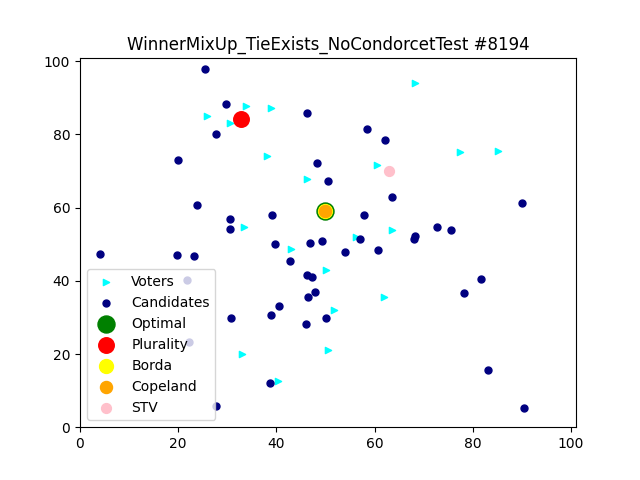 WinnerMixUp_TieExists_NoCondorcetTest #8194
100
80
60
40
20
0
Voters
Candidates
Optimal
Plurality
Borda
Copeland
STV
0 20 40 60 80 100